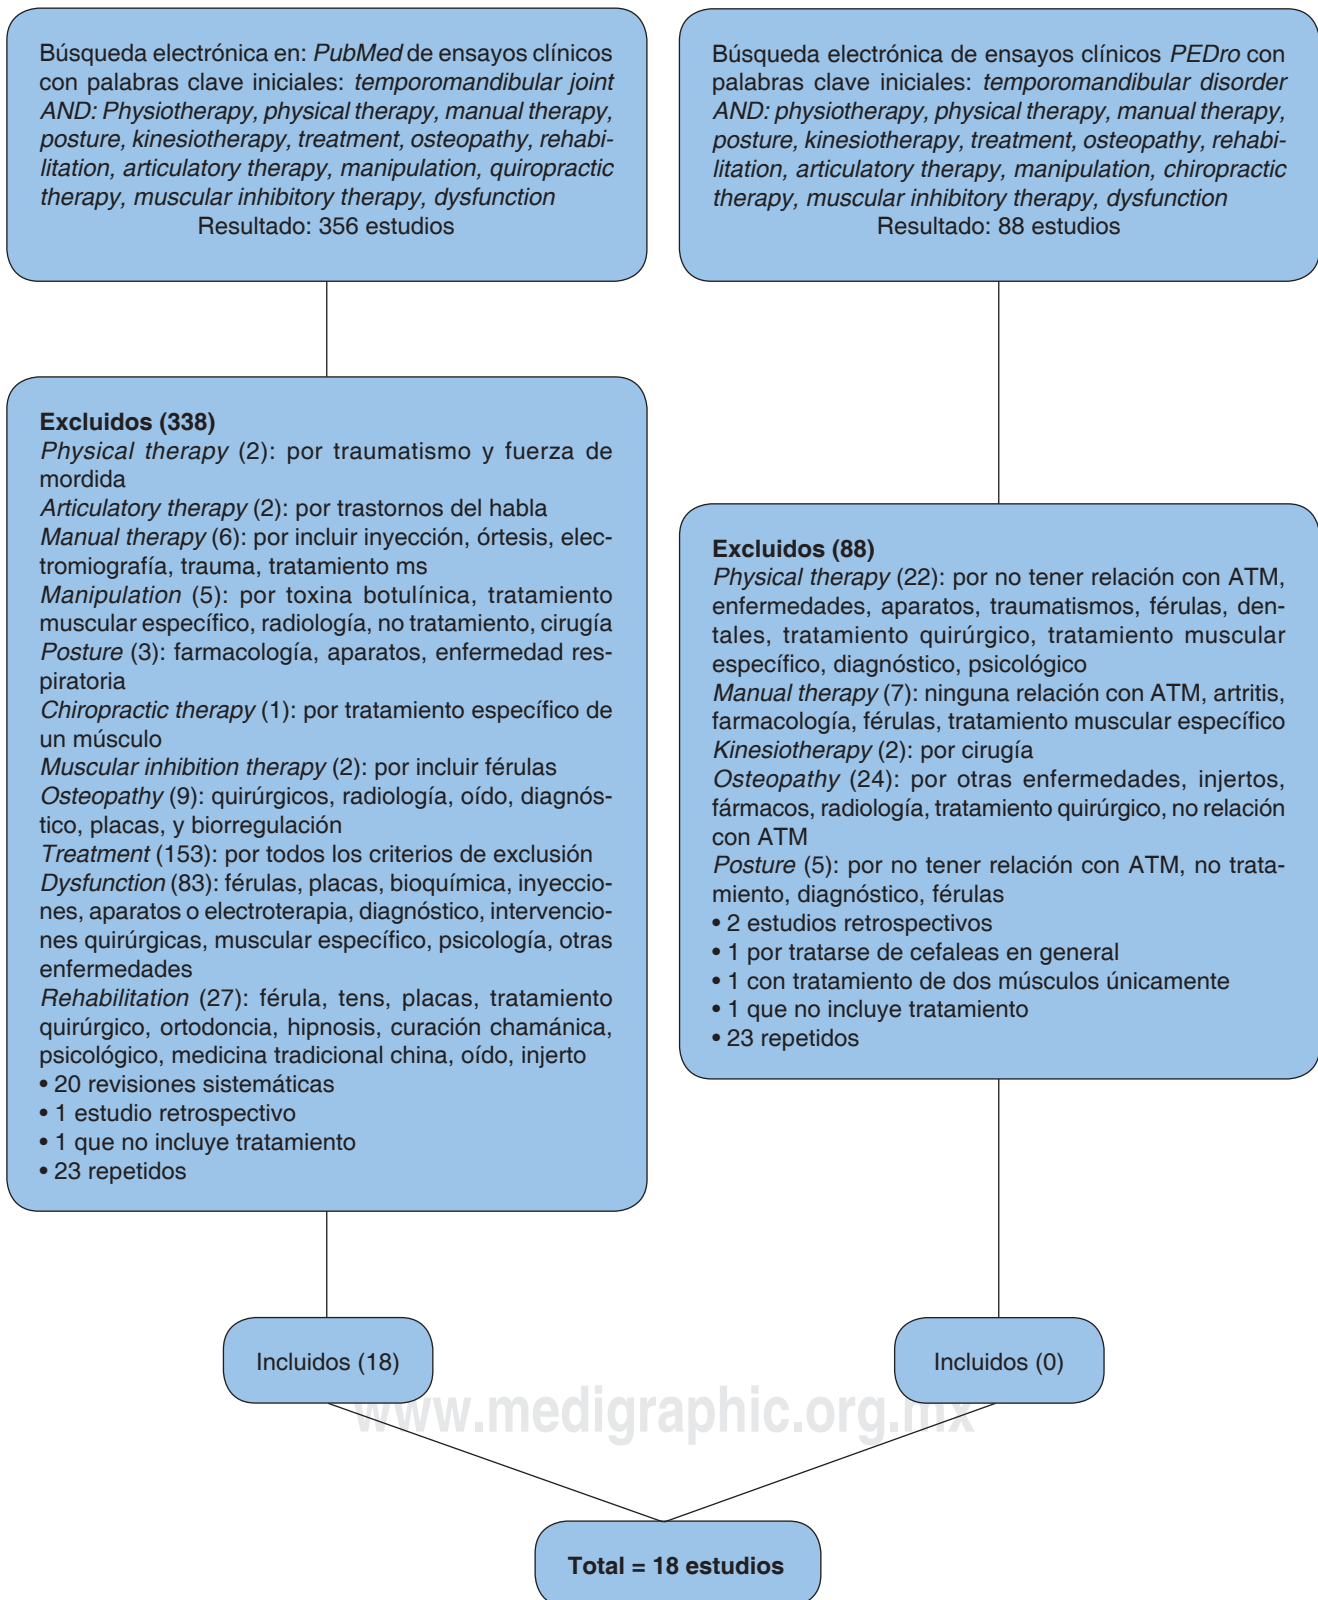 Búsqueda electrónica en: PubMed de ensayos clínicos
con palabras clave iniciales: temporomandibular joint
AND: Physiotherapy, physical therapy, manual therapy,
posture, kinesiotherapy, treatment, osteopathy, rehabi-
litation, articulatory therapy, manipulation, quiropractic
therapy, muscular inhibitory therapy, dysfunction
Resultado: 356 estudios
Búsqueda electrónica de ensayos clínicos PEDro con
palabras clave iniciales: temporomandibular disorder
AND: physiotherapy, physical therapy, manual therapy,
posture, kinesiotherapy, treatment, osteopathy, rehabi-
litation, articulatory therapy, manipulation, chiropractic
therapy, muscular inhibitory therapy, dysfunction
Resultado: 88 estudios
Excluidos (338)
Physical therapy (2): por traumatismo y fuerza de
mordida
Articulatory therapy (2): por trastornos del habla
Manual therapy (6): por incluir inyección, órtesis, elec-
tromiografía, trauma, tratamiento ms
Manipulation (5): por toxina botulínica, tratamiento
muscular específico, radiología, no tratamiento, cirugía
Posture (3): farmacología, aparatos, enfermedad res-
piratoria
Chiropractic therapy (1): por tratamiento específico de
un músculo
Muscular inhibition therapy (2): por incluir férulas
Osteopathy (9): quirúrgicos, radiología, oído, diagnós-
tico, placas, y biorregulación
Treatment (153): por todos los criterios de exclusión
Dysfunction (83): férulas, placas, bioquímica, inyeccio-
nes, aparatos o electroterapia, diagnóstico, intervencio-
nes quirúrgicas, muscular específico, psicología, otras
enfermedades
Rehabilitation (27): férula, tens, placas, tratamiento
quirúrgico, ortodoncia, hipnosis, curación chamánica,
psicológico, medicina tradicional china, oído, injerto
• 20 revisiones sistemáticas
• 1 estudio retrospectivo
• 1 que no incluye tratamiento
• 23 repetidos
Excluidos (88)
Physical therapy (22): por no tener relación con ATM,
enfermedades, aparatos, traumatismos, férulas, den-
tales, tratamiento quirúrgico, tratamiento muscular
específico, diagnóstico, psicológico
Manual therapy (7): ninguna relación con ATM, artritis,
farmacología, férulas, tratamiento muscular específico
Kinesiotherapy (2): por cirugía
Osteopathy (24): por otras enfermedades, injertos,
fármacos, radiología, tratamiento quirúrgico, no relación
con ATM
Posture (5): por no tener relación con ATM, no trata-
miento, diagnóstico, férulas
• 2 estudios retrospectivos
• 1 por tratarse de cefaleas en general
• 1 con tratamiento de dos músculos únicamente
• 1 que no incluye tratamiento
• 23 repetidos
Incluidos (18)
Incluidos (0)
www.medigraphic.org.mx
Total = 18 estudios